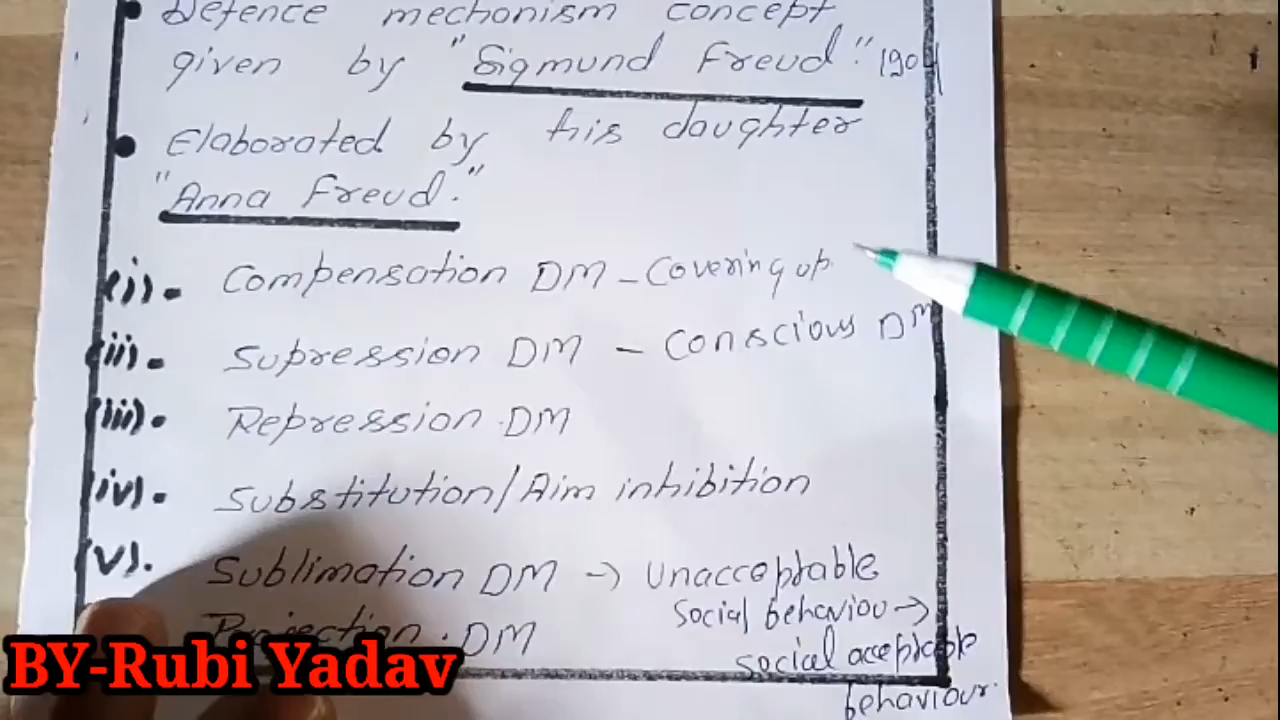 • Defence mechonism concept
given by "Sigmund Freud." 1904
• Elaborated by his daughter
"Anna Freud."
(i). Compensation DM - Covering up
(ii). Supression DM - Conscious DM
(iii). Repression DM
(iv). Substitution/Aim inhibition
(v). Sublimation DM → Unacceptable
social behaviou →
social acceptable
behaviour.
Projection. DM
BY-Rubi Yadav